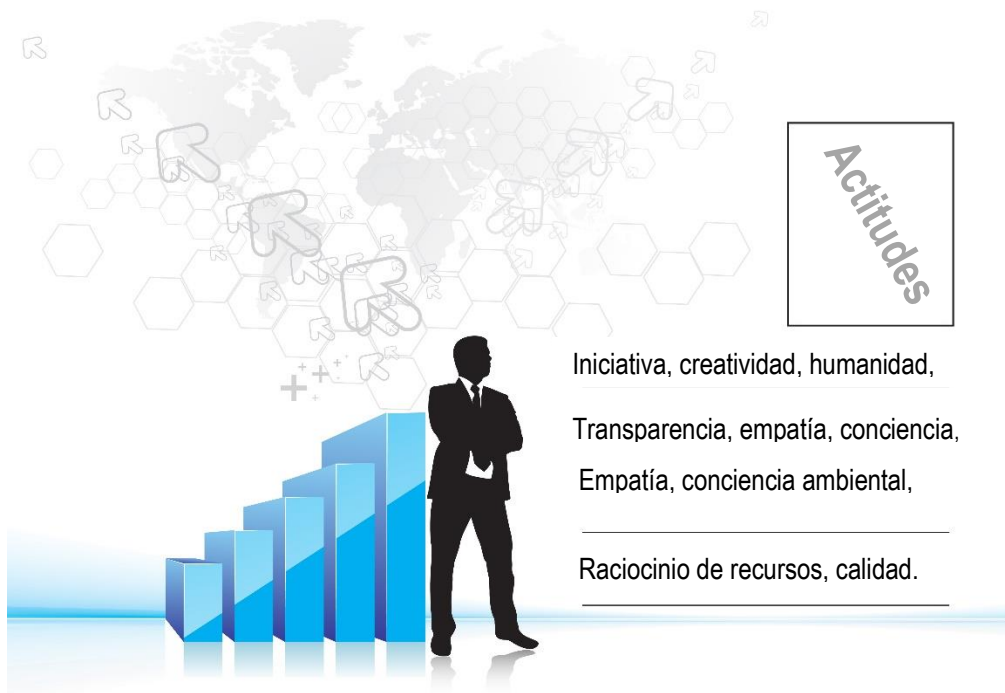 Actitudes
Iniciativa, creatividad, humanidad,
Transparencia, empatía, conciencia,
Empatía, conciencia ambiental,
Raciocinio de recursos, calidad.